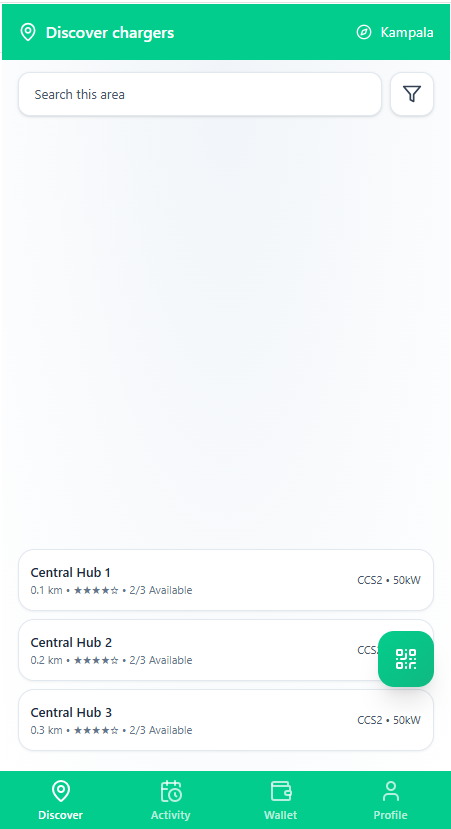 Discover chargers
Kampala
Search this area
Central Hub 1
0.1 km • ★★★★☆ • 2/3 Available
CCS2 • 50kW
Central Hub 2
0.2 km • ★★★★☆ • 2/3 Available
Central Hub 3
0.3 km • ★★★★☆ • 2/3 Available
CCS2 • 50kW
Discover
Activity
Wallet
Profile